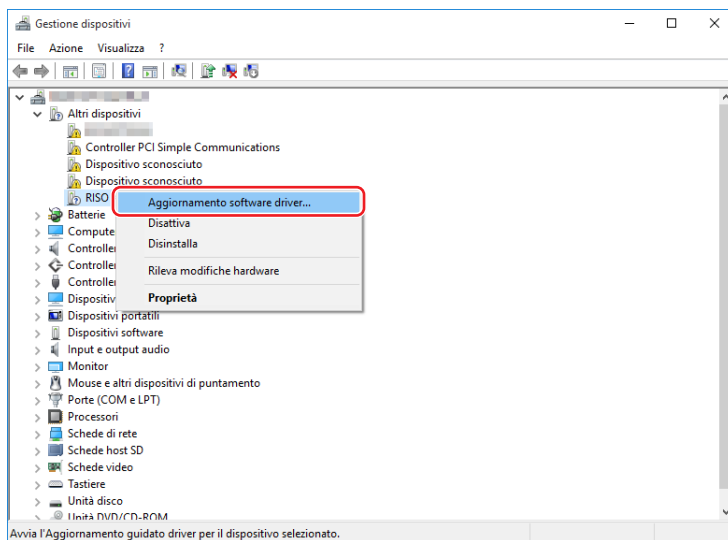 Gestione dispositivi
File Azione Visualizza ?
Altri dispositivi
Controller PCI Simple Communications
Dispositivo sconosciuto
Dispositivo sconosciuto
RISO
Aggiornamento software driver...
Disattiva
Disinstalla
Rileva modifiche hardware
Proprietà
Batterie
Compute
Controller
Controller
Controller
Dispositiv
Dispositivi portatili
Dispositivi software
Input e output audio
Monitor
Mouse e altri dispositivi di puntamento
Porte (COM e LPT)
Processori
Schede di rete
Schede host SD
Schede video
Tastiere
Unità disco
Unità DVD/CD-ROM
Avvia l'Aggiornamento guidato driver per il dispositivo selezionato.